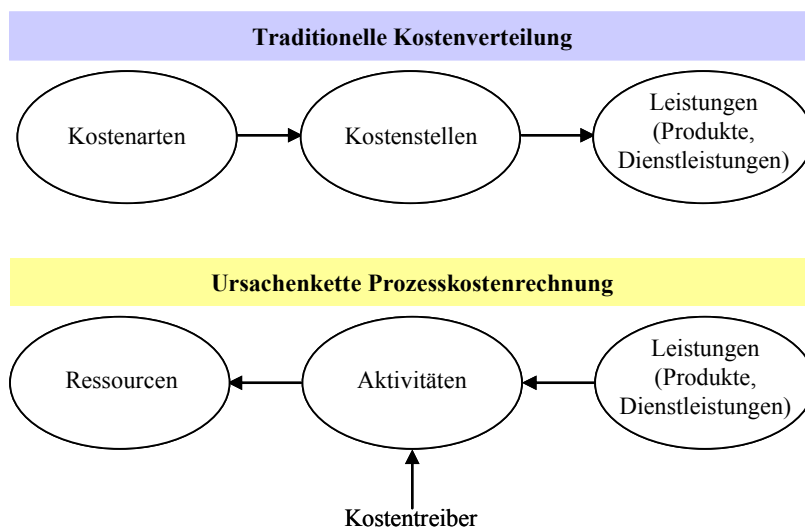 Traditionelle Kostenverteilung
Kostenarten
Kostenstellen
Leistungen
(Produkte,
Dienstleistungen)
Ursachenkette Prozesskostenrechnung
Ressourcen
Aktivitäten
Leistungen
(Produkte,
Dienstleistungen)
Kostentreiber